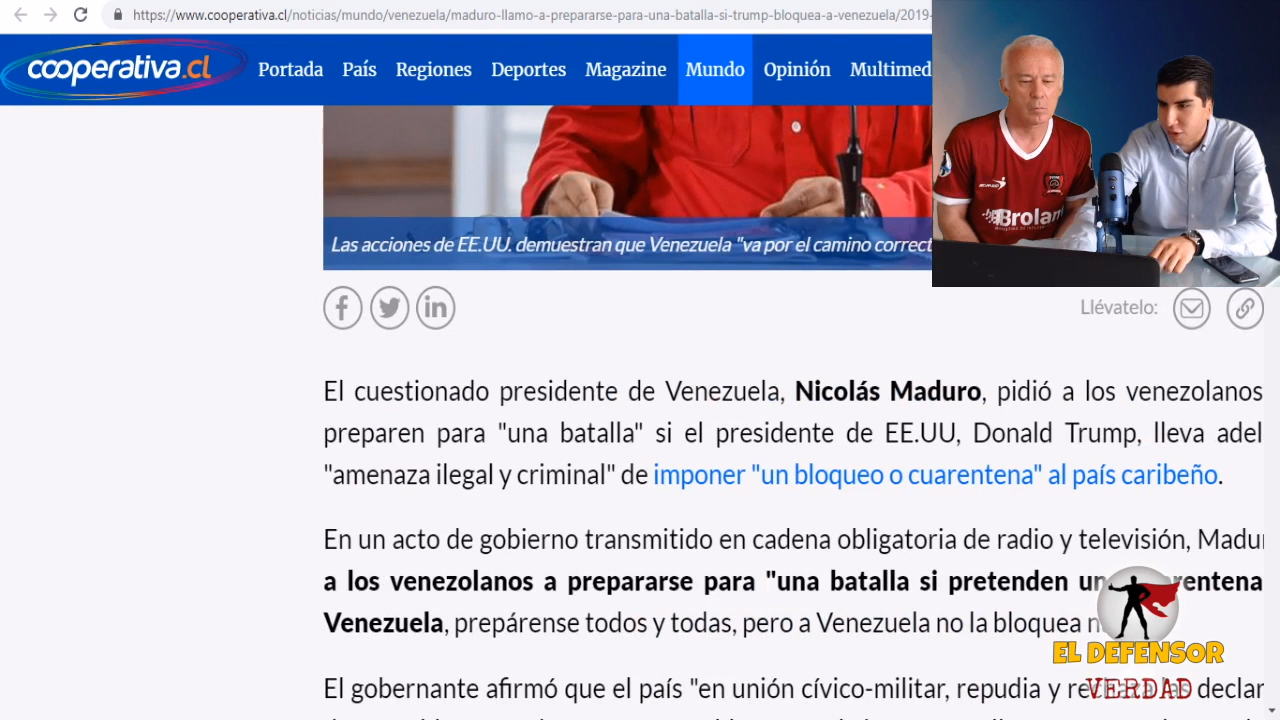 https://www.cooperativa.cl/noticias/mundo/venezuela/maduro-llamo-a-prepararse-para-una-batalla-si-trump-bloquea-a-venezuela/2019-
cooperativa.cl Portada País Regiones Deportes Magazine Mundo Opinión Multimed
Las acciones de EE.UU. demuestran que Venezuela "va por el camino correct
Brolan
Llévatelo:
El cuestionado presidente de Venezuela, Nicolás Maduro, pidió a los venezolanos
preparen para "una batalla" si el presidente de EE.UU, Donald Trump, lleva adel
"amenaza ilegal y criminal" de imponer "un bloqueo o cuarentena" al país caribeño.
En un acto de gobierno transmitido en cadena obligatoria de radio y televisión, Madur
a los venezolanos a prepararse para "una batalla si pretenden un rentena
Venezuela, prepárense todos y todas, pero a Venezuela no la bloquea n
El gobernante afirmó que el país "en unión cívico-militar, repudia y declar
EL DEFENSOR
VERDAD